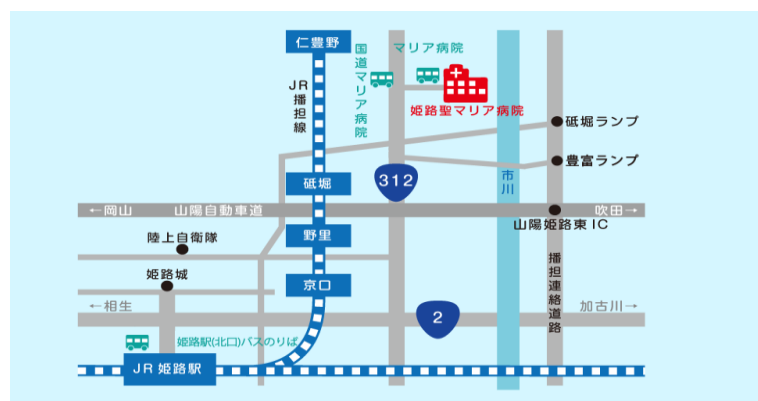 仁豊野
国道マリア病院
マリア病院
JR播担線
姫路聖マリア病院
砥堀ランプ
豊富ランプ
312
砥堀
市川
←岡山
山陽自動車道
吹田→
山陽姫路東IC
野里
陸上自衛隊
姫路城
京口
播担連絡道路
←相生
2
加古川→
姫路駅(北口)バスのりば
JR姫路駅